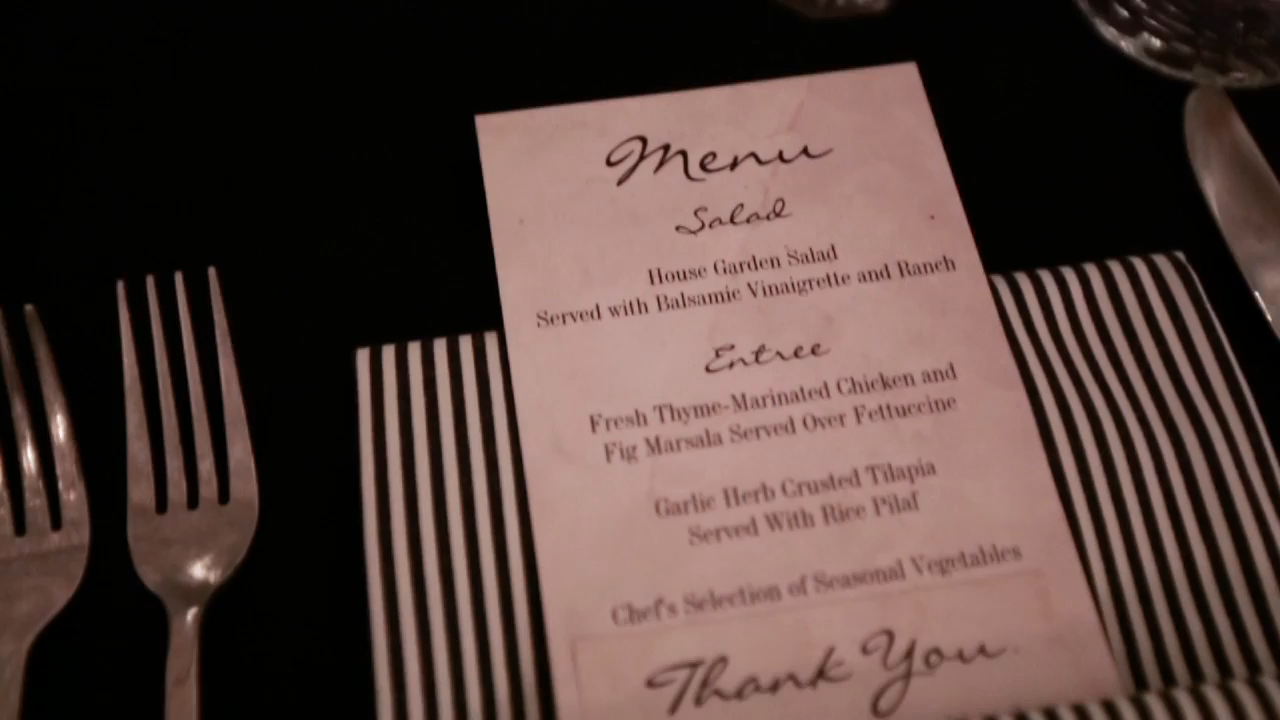 Menu
Salad
House Garden Salad
Served with Balsamic Vinaigrette and Ranch
Entree
Fresh Thyme-Marinated Chicken and
Fig Marsala Served Over Fettuccine
Garlic Herb Crusted Tilapia
Served With Rice Pilaf
Chef's Selection of Seasonal Vegetables
Thank You